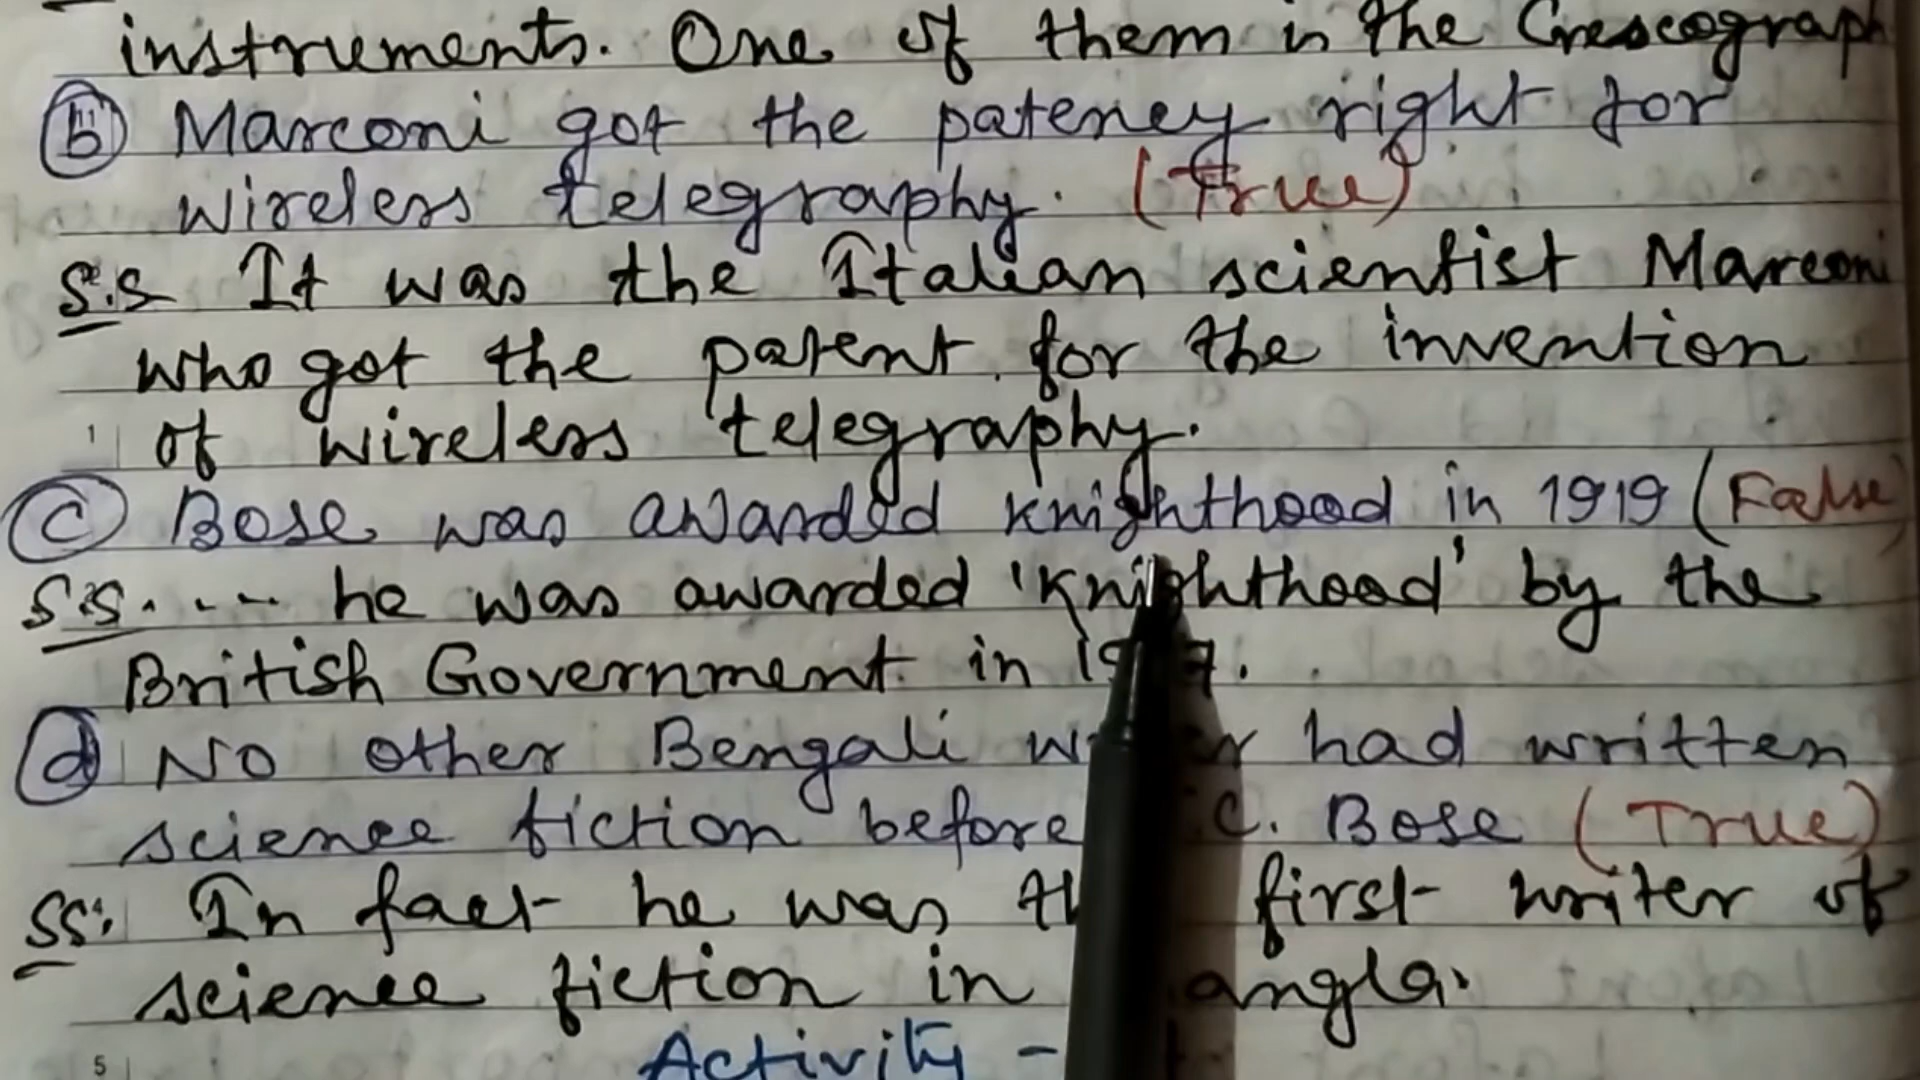 instruments. One of them is the Crescograph
(b) Marconi got the pateney right for
wireless telegraphy. (True)
S.S It was the Italian scientist Marconi
who got the patent for the invention
of wireless telegraphy.
(c) Bose was awarded knighthood in 1919 (False)
S.S. ... he was awarded 'Knighthood' by the
British Government in
(d) No other Bengali had written
science fiction before C. Bose (True)
SS: In fact he was first writer of
science fiction in
Activity -